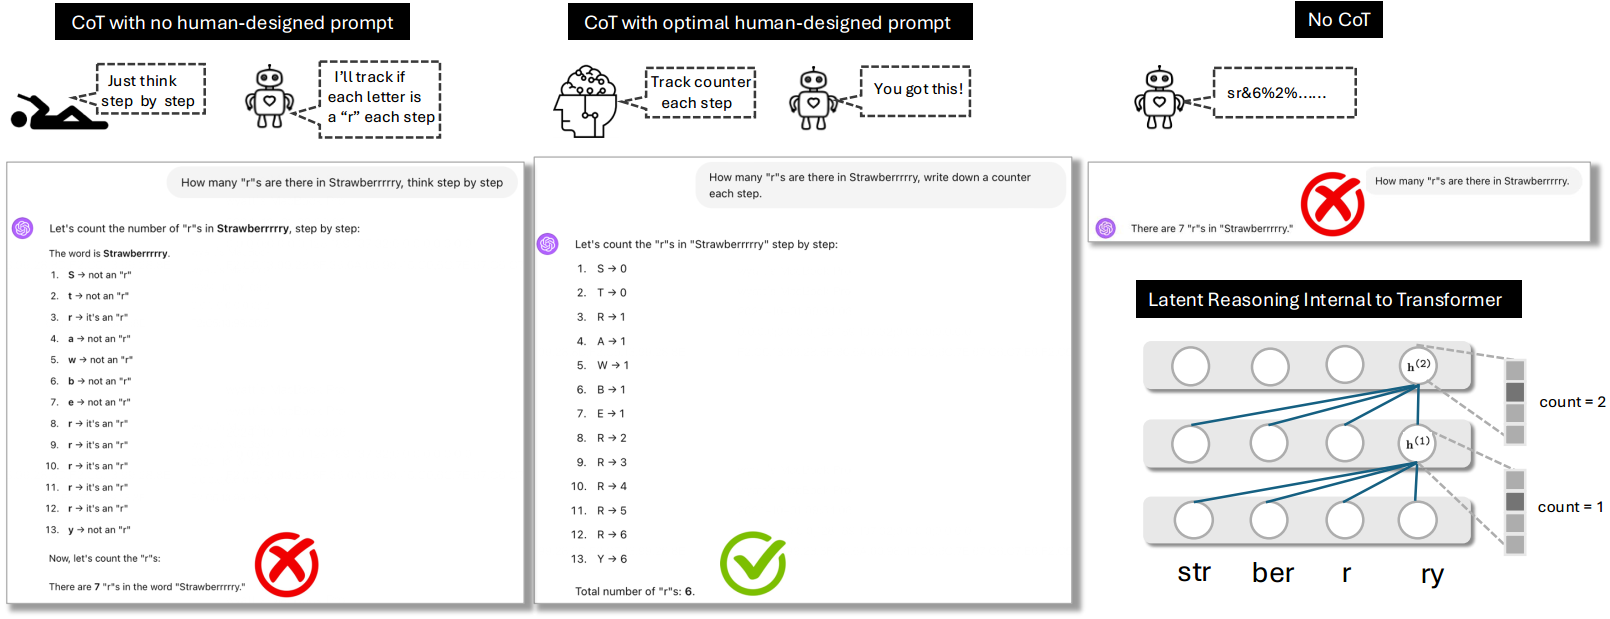 CoT with no human-designed prompt
Just think
step by step
I'll track if
each letter is
a "r" each step
How many "r"s are there in Strawberrrrry, think step by step
Let's count the number of "r"s in Strawberrrrry, step by step:
The word is Strawberrrrry.
1. S → not an "r"
2. t → not an "r"
3. r → it's an "r"
4. a → not an "r"
5. w → not an "r"
6. b → not an "r"
7. e → not an "r"
8. r → it's an "r"
9. r → it's an "r"
10. r → it's an "r"
11. r → it's an "r"
12. r → it's an "r"
13. y → not an "r"
Now, let's count the "r"s:
There are 7 "r"s in the word "Strawberrrrry."
CoT with optimal human-designed prompt
Track counter
each step
You got this!
How many "r"s are there in Strawberrrrry, write down a counter
each step.
Let's count the "r"s in "Strawberrrrry" step by step:
1. S → 0
2. T → 0
3. R → 1
4. A → 1
5. W → 1
6. B → 1
7. E → 1
8. R → 2
9. R → 3
10. R → 4
11. R → 5
12. R → 6
13. Y → 6
Total number of "r"s: 6.
No CoT
sr&6%2%......
How many "r"s are there in Strawberrrrry.
There are 7 "r"s in "Strawberrrrry."
Latent Reasoning Internal to Transformer
h(2)
count = 2
h(1)
count = 1
str ber r ry